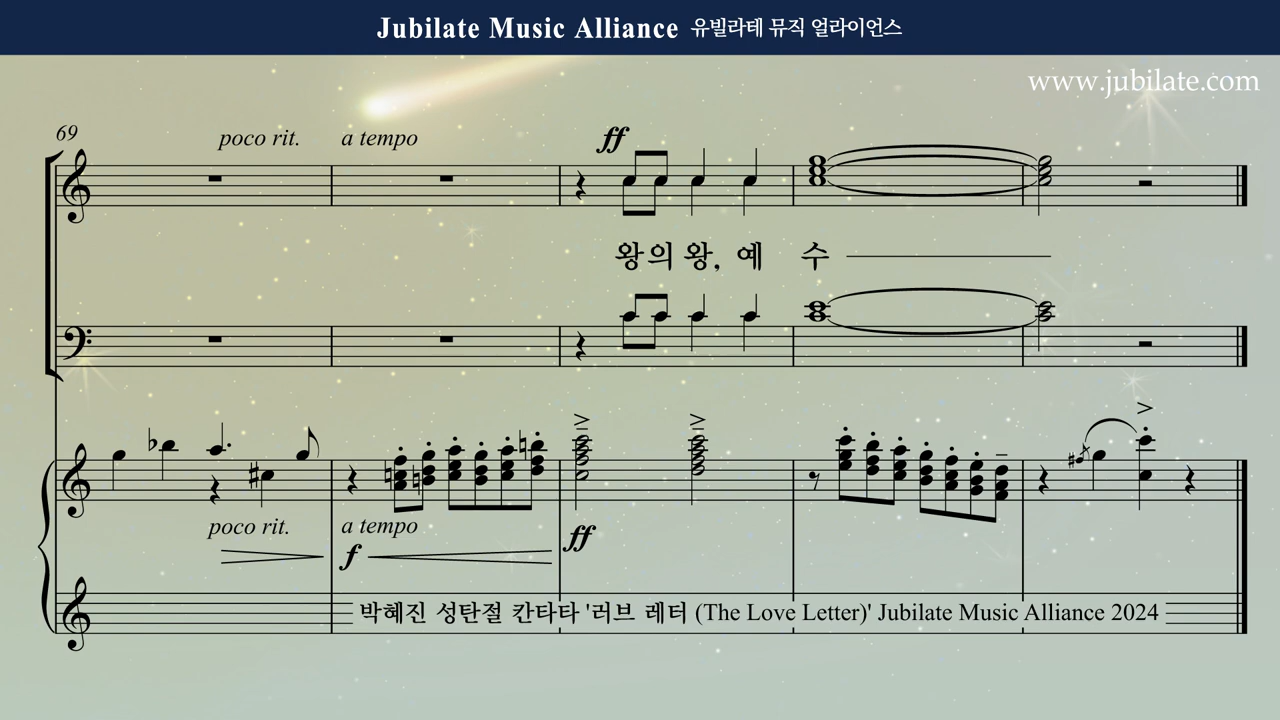 Jubilate Music Alliance 유빌라테 뮤직 얼라이언스
www.jubilate.com
69
poco rit. a tempo ff
왕의 왕, 예 수
poco rit. a tempo
f ff
박혜진 성탄절 칸타타 '러브 레터 (The Love Letter)' Jubilate Music Alliance 2024